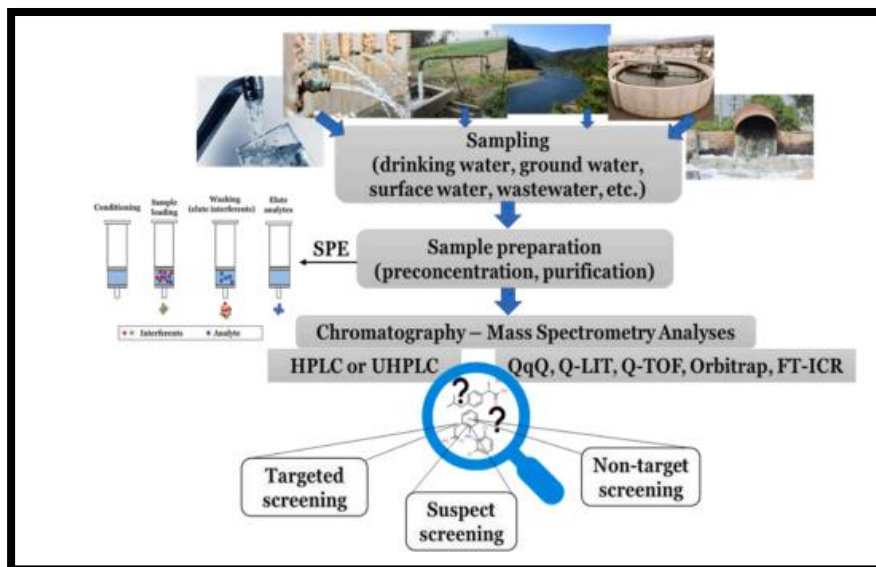 Sampling
(drinking water, ground water,
surface water, wastewater, etc.)
Conditioning
Sample
loading
Washing
(elute interferents)
Elute
analytes
SPE
Sample preparation
(preconcentration, purification)
Interferents
Analyte
Chromatography – Mass Spectrometry Analyses
HPLC or UHPLC
QqQ, Q-LIT, Q-TOF, Orbitrap, FT-ICR
?
?
Targeted
screening
Suspect
screening
Non-target
screening